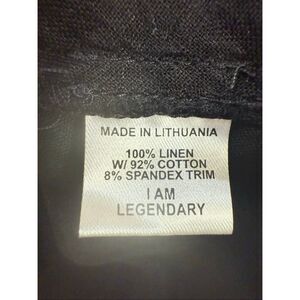 MADE IN LITHUANIA
100% LINEN
W/ 92% COTTON
8% SPANDEX TRIM
I AM
LEGENDARY